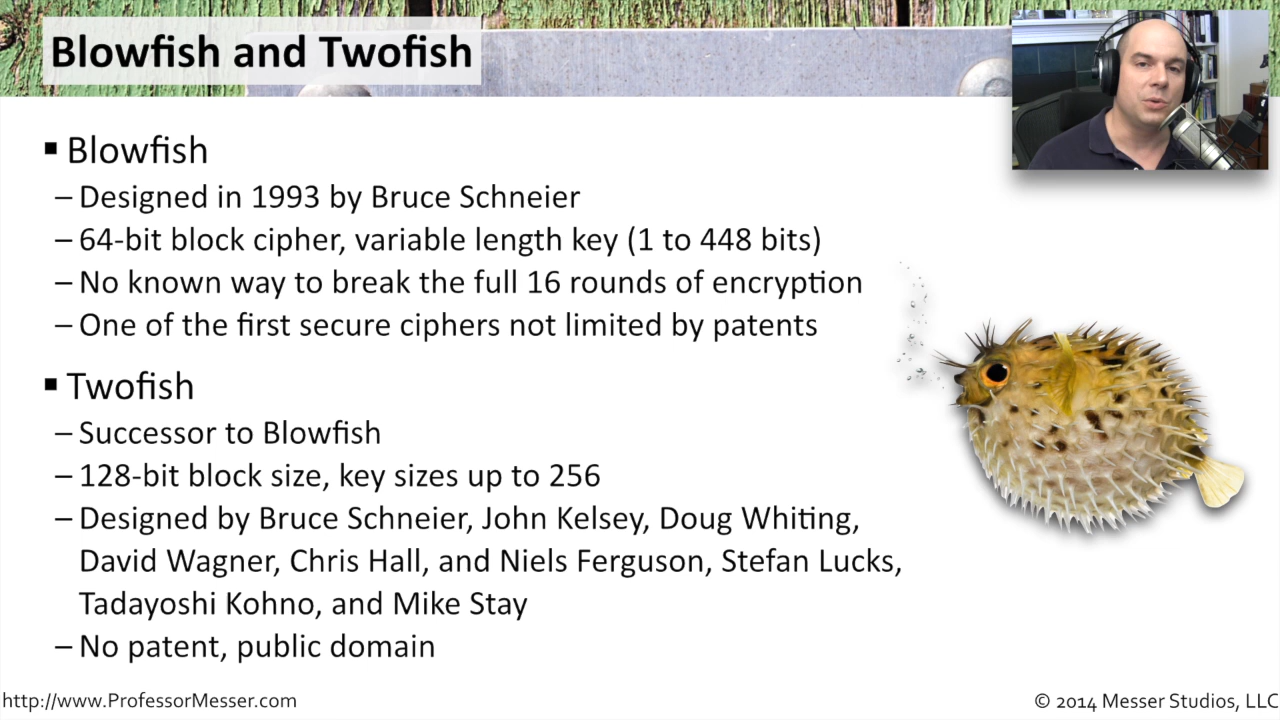 Blowfish and Twofish
▪ Blowfish
– Designed in 1993 by Bruce Schneier
– 64-bit block cipher, variable length key (1 to 448 bits)
– No known way to break the full 16 rounds of encryption
– One of the first secure ciphers not limited by patents
▪ Twofish
– Successor to Blowfish
– 128-bit block size, key sizes up to 256
– Designed by Bruce Schneier, John Kelsey, Doug Whiting,
David Wagner, Chris Hall, and Niels Ferguson, Stefan Lucks,
Tadayoshi Kohno, and Mike Stay
– No patent, public domain
http://www.ProfessorMesser.com
© 2014 Messer Studios, LLC